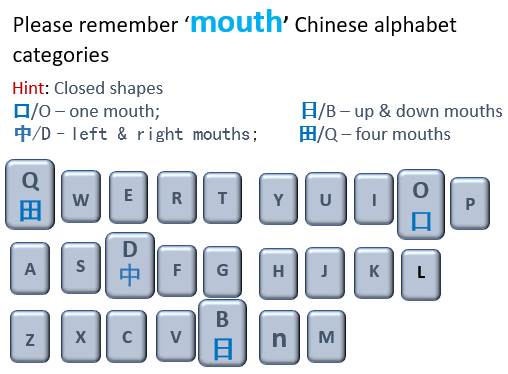 Please remember ‘mouth’ Chinese alphabet
categories
Hint: Closed shapes
口/O – one mouth; 日/B – up & down mouths
中/D – left & right mouths; 田/Q – four mouths
Q W E R T Y U I O P
田 口
A S D F G H J K L
中
Z X C V B n M
日